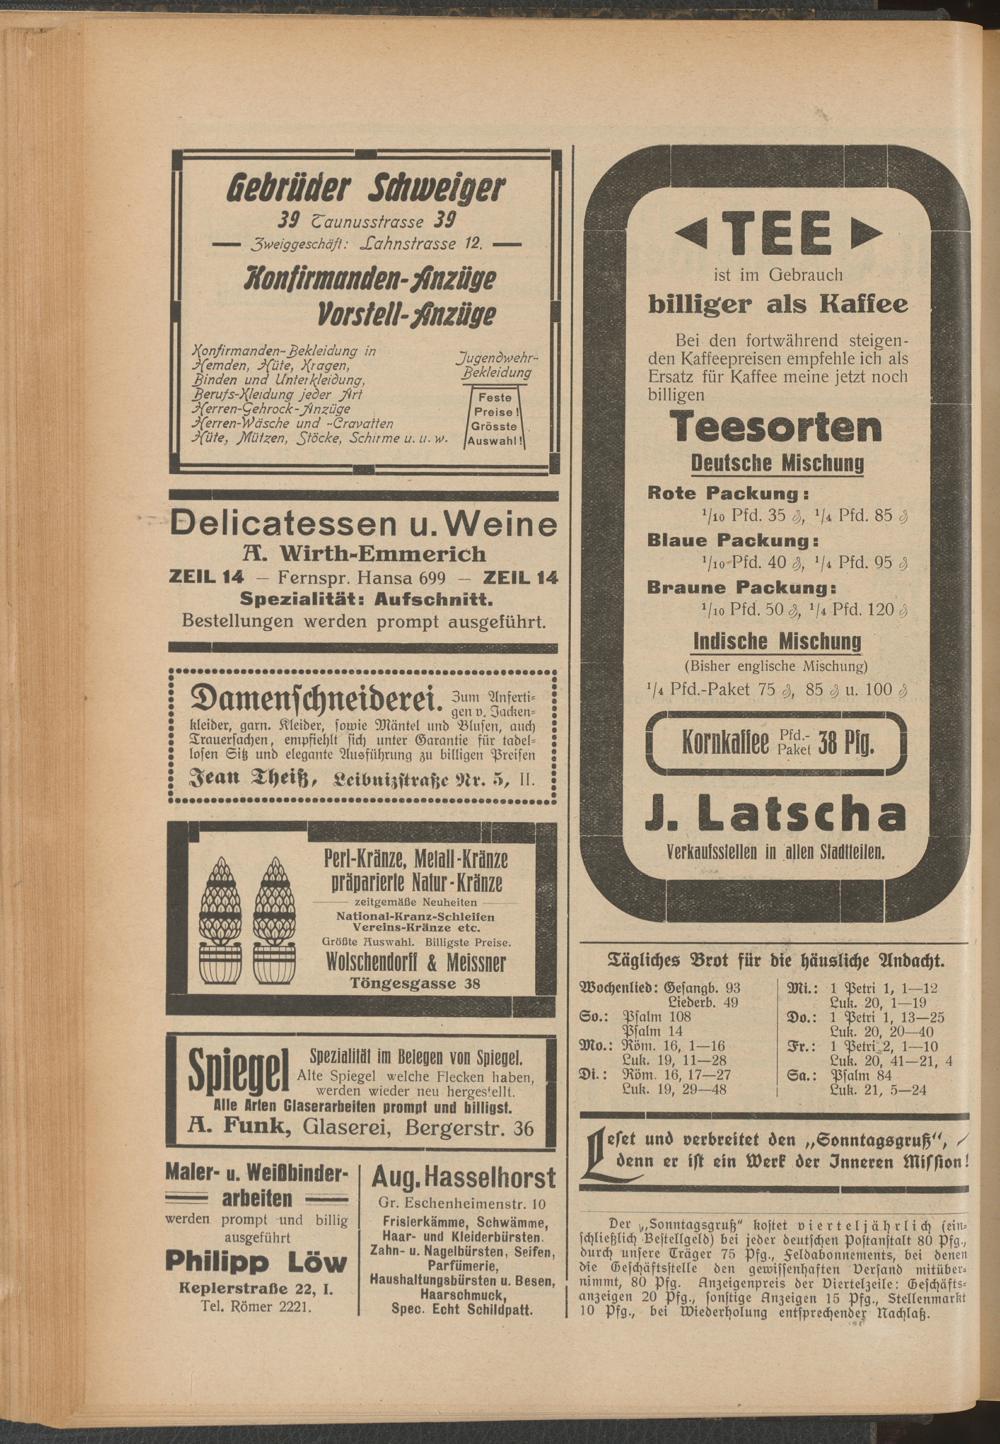 Gebrüder Schweiger
39 Taunusstrasse 39
— Zweiggeschäft: Lahnstrasse 12. —
Konfirmanden-Anzüge
Vorstell-Anzüge
Konfirmanden-Bekleidung in
Hemden, Hüte, Kragen,
Binden und Unterkleidung,
Berufs-Kleidung jeder Art
Herren-Gehrock-Anzüge
Herren-Wäsche und -Cravatten
Hüte, Mützen, Stöcke, Schirme u. u. w.
Jugendwehr-
Bekleidung
Feste
Preise!
Grösste
Auswahl!
Delicatessen u. Weine
A. Wirth-Emmerich
ZEIL 14 — Fernspr. Hansa 699 — ZEIL 14
Spezialität: Aufschnitt.
Bestellungen werden prompt ausgeführt.
Damenschneiderei. Zum Anferti-
gen v. Jacken-
kleider, garn. Kleider, sowie Mäntel und Blusen, auch
Trauersachen, empfiehlt sich unter Garantie für tadel-
losen Sitz und elegante Ausführung zu billigen Preisen
Jean Theiß, Leibnizstraße Nr. 5, II.
Perl-Kränze, Metall-Kränze
präparierte Natur-Kränze
zeitgemäße Neuheiten
National-Kranz-Schleifen
Vereins-Kränze etc.
Größte Auswahl. Billigste Preise.
Wolschendorff & Meissner
Töngesgasse 38
Spiegel Spezialität im Belegen von Spiegel.
Alte Spiegel welche Flecken haben,
werden wieder neu hergestellt.
Alle Arten Glaserarbeiten prompt und billigst.
A. Funk, Glaserei, Bergerstr. 36
Maler- u. Weißbinder-
arbeiten
werden prompt und billig
ausgeführt
Philipp Löw
Keplerstraße 22, I.
Tel. Römer 2221.
Aug. Hasselhorst
Gr. Eschenheimenstr. 10
Frisierkämme, Schwämme,
Haar- und Kleiderbürsten.
Zahn- u. Nagelbürsten, Seifen,
Parfümerie,
Haushaltungsbürsten u. Besen,
Haarschmuck,
Spec. Echt Schildpatt.
◄ TEE ►
ist im Gebrauch
billiger als Kaffee
Bei den fortwährend steigen-
den Kaffeepreisen empfehle ich als
Ersatz für Kaffee meine jetzt noch
billigen
Teesorten
Deutsche Mischung
Rote Packung:
1/10 Pfd. 35 ₰, 1/4 Pfd. 85 ₰
Blaue Packung:
1/10 Pfd. 40 ₰, 1/4 Pfd. 95 ₰
Braune Packung:
1/10 Pfd. 50 ₰, 1/4 Pfd. 120 ₰
Indische Mischung
(Bisher englische Mischung)
1/4 Pfd.-Paket 75 ₰, 85 ₰ u. 100 ₰
Kornkaffee Pfd.-Paket 38 Pfg.
J. Latscha
Verkaufsstellen in allen Stadtteilen.
Tägliches Brot für die häusliche Andacht.
Wochenlied: Gesangb. 93
Liederb. 49
So.: Psalm 108
Psalm 14
Mo.: Röm. 16, 1—16
Luk. 19, 11—28
Di.: Röm. 16, 17—27
Luk. 19, 29—48
Mi.: 1 Petri 1, 1—12
Luk. 20, 1—19
Do.: 1 Petri 1, 13—25
Luk. 20, 20—40
Fr.: 1 Petri 2, 1—10
Luk. 20, 41—21, 4
Sa.: Psalm 84
Luk. 21, 5—24
Leset und verbreitet den „Sonntagsgruß“,
denn er ist ein Werk der Inneren Mission!
Der „Sonntagsgruß“ kostet vierteljährlich (ein-
schließlich Bestellgeld) bei jeder deutschen Postanstalt 80 Pfg.,
durch unsere Träger 75 Pfg., Feldabonnements, bei denen
die Geschäftsstelle den gewissenhaften Versand mitüber-
nimmt, 80 Pfg. Anzeigenpreis der Viertelzeile: Geschäfts-
anzeigen 20 Pfg., sonstige Anzeigen 15 Pfg., Stellenmarkt
10 Pfg., bei Wiederholung entsprechender Nachlaß.